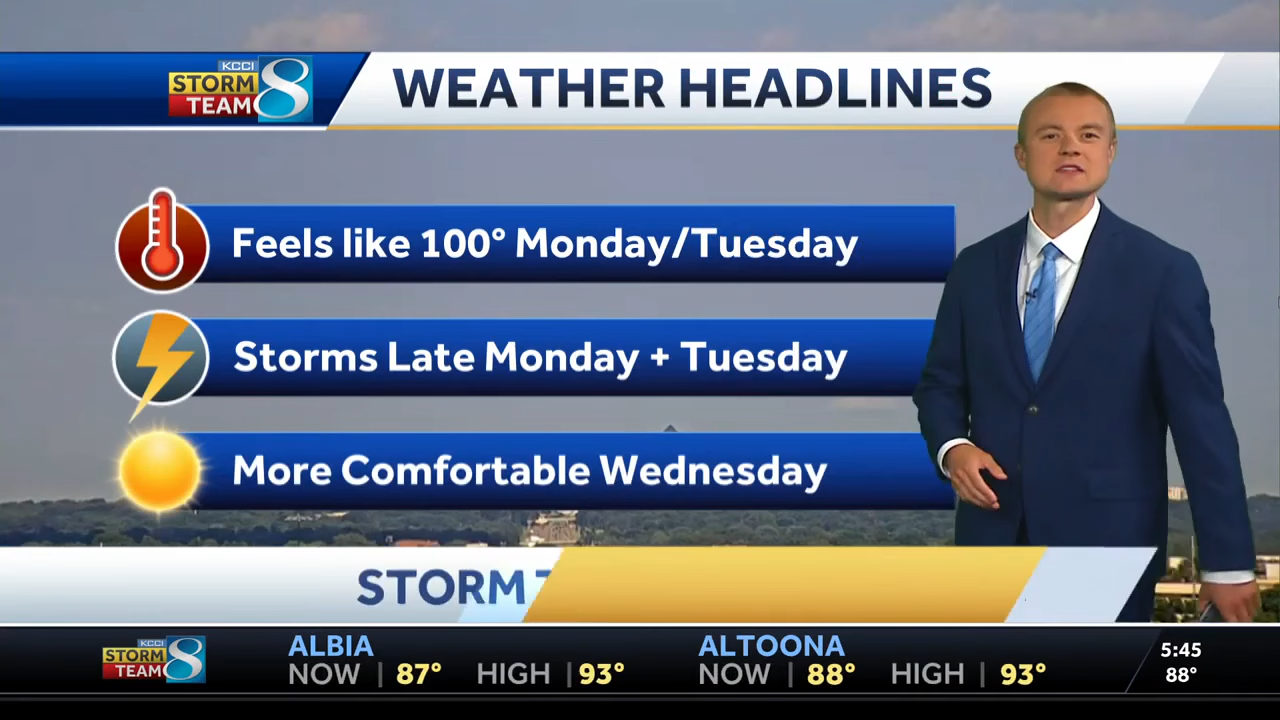 KCCI
STORM
TEAM 8
WEATHER HEADLINES
Feels like 100° Monday/Tuesday
Storms Late Monday + Tuesday
More Comfortable Wednesday
STORM
KCCI
STORM
TEAM 8
ALBIA
NOW | 87° HIGH | 93°
ALTOONA
NOW | 88° HIGH | 93°
5:45
88°